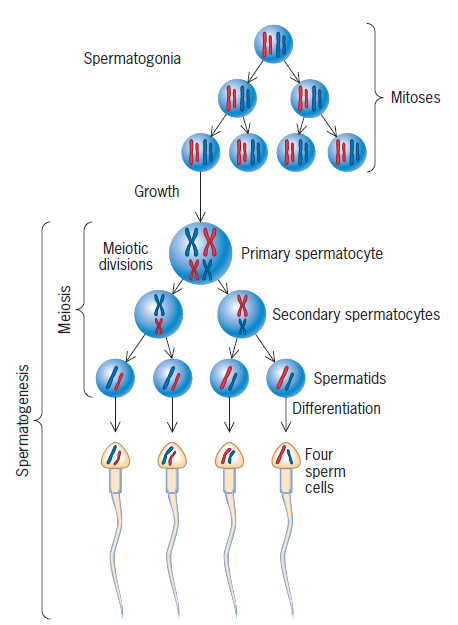 Spermatogonia
Mitoses
Growth
Meiotic
divisions
Primary spermatocyte
Meiosis
Secondary spermatocytes
Spermatids
Differentiation
Spermatogenesis
Four
sperm
cells